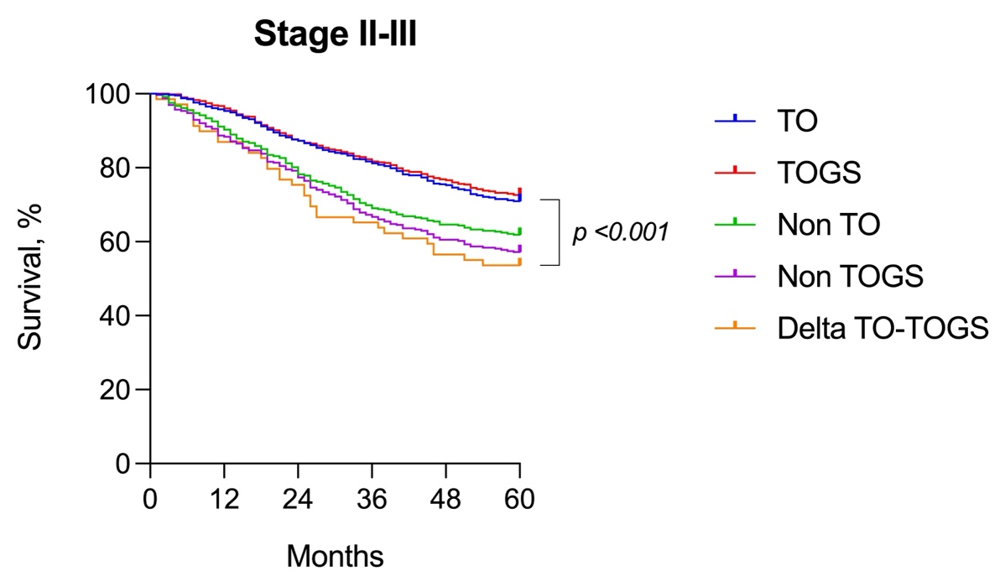 Stage II-III
100
80
60
40
20
0
Survival, %
0 12 24 36 48 60
Months
p <0.001
TO
TOGS
Non TO
Non TOGS
Delta TO-TOGS